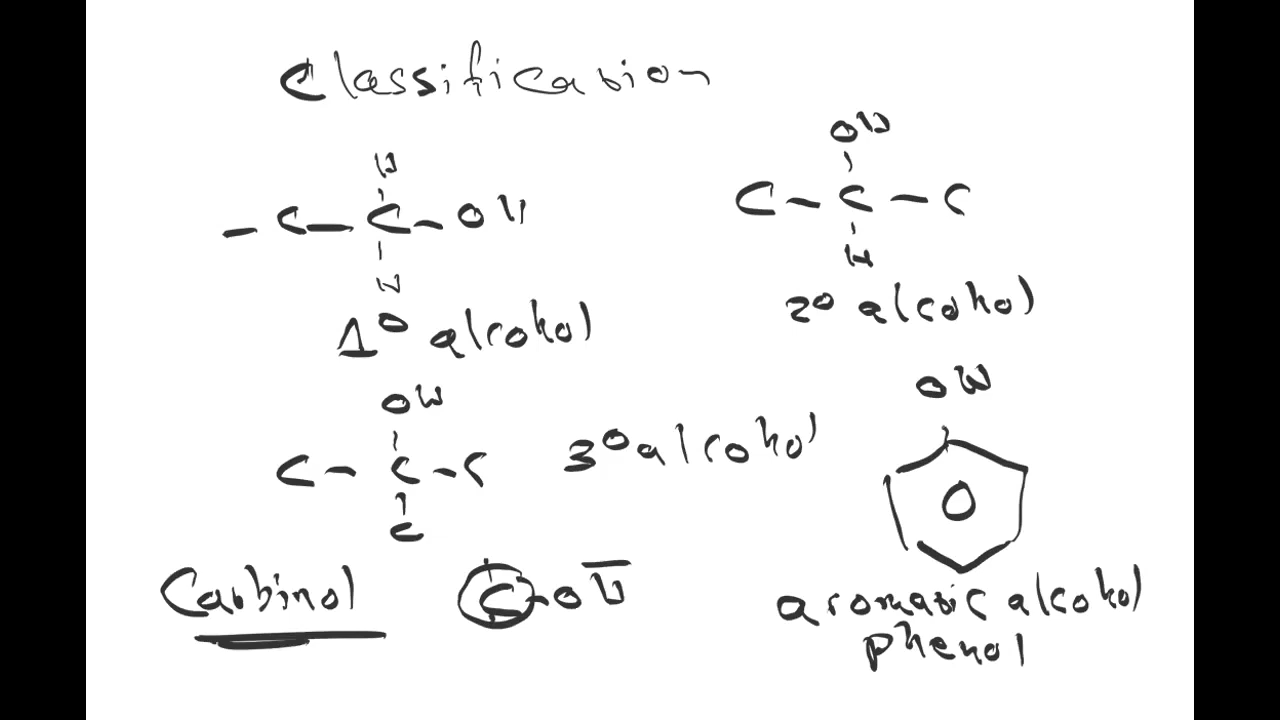 Classification
H
– C – C – OH
H
1° alcohol
OH
C – C – C
H
2° alcohol
OH
C – C – C
C
3° alcohol
OH
aromatic alcohol
phenol
Carbinol
C – OH